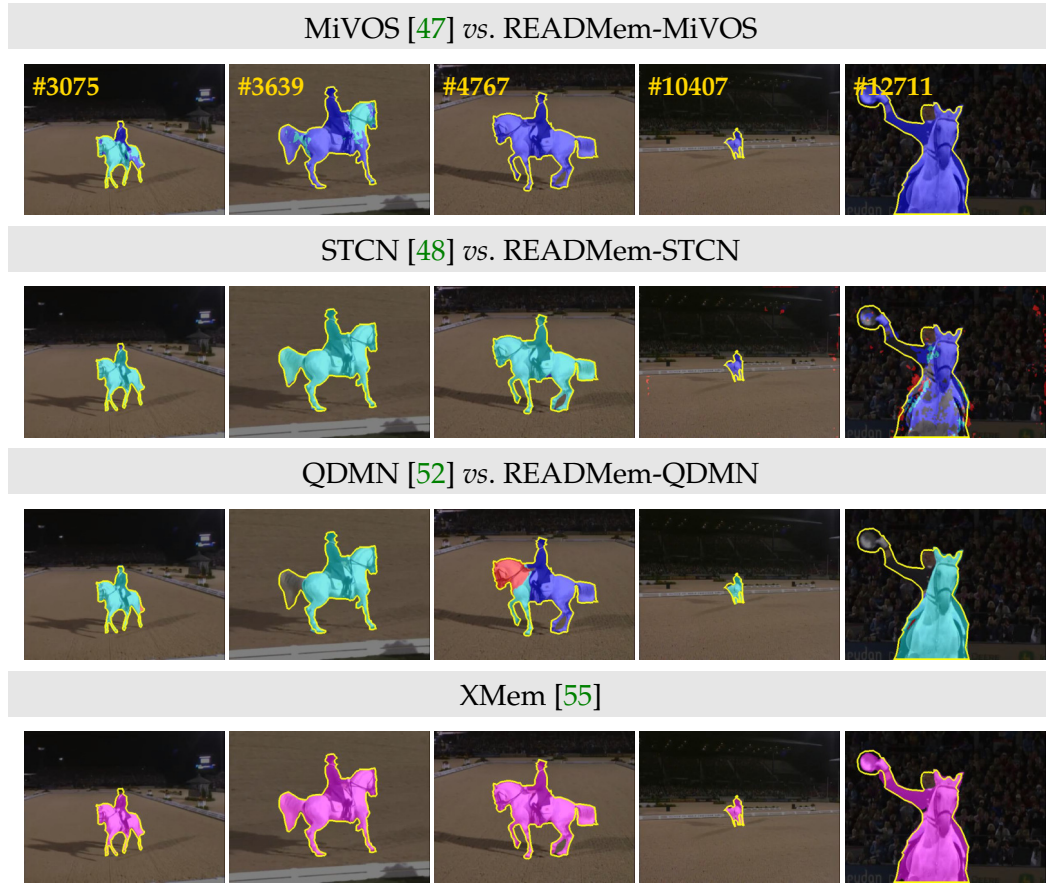 MiVOS [47] vs. READMem-MiVOS
#3075
#3639
#4767
#10407
#12711
STCN [48] vs. READMem-STCN
QDMN [52] vs. READMem-QDMN
XMem [55]